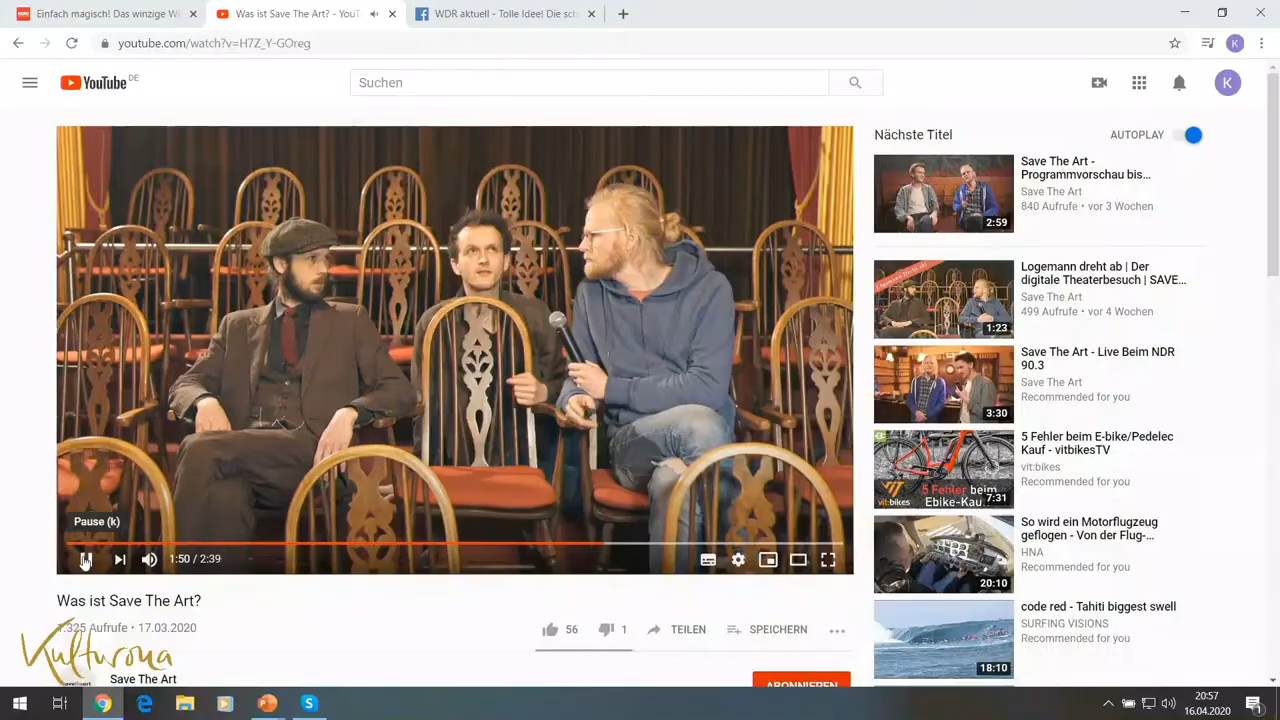 Einfach magisch! Das winzige Wi
Was ist Save The Art? - YouT
WDR aktuell - Tolle Idee! Die sch
youtube.com/watch?v=H7Z_Y-GOreg
K
YouTube DE
Suchen
K
Nächste Titel
AUTOPLAY
Save The Art -
Programmvorschau bis...
Save The Art
840 Aufrufe • vor 3 Wochen
2:59
Logemann dreht ab | Der
digitale Theaterbesuch | SAVE...
Save The Art
499 Aufrufe • vor 4 Wochen
1:23
Save The Art - Live Beim NDR
90.3
Save The Art
Recommended for you
3:30
5 Fehler beim E-bike/Pedelec
Kauf - vitbikesTV
vit:bikes
Recommended for you
vit:bikes
5 Fehler beim
Ebike-Kau...
7:31
So wird ein Motorflugzeug
geflogen - Von der Flug-...
HNA
Recommended for you
20:10
code red - Tahiti biggest swell
SURFING VISIONS
Recommended for you
18:10
Pause (k)
1:50 / 2:39
Was ist Save The Art?
1.325 Aufrufe • 17.03.2020
56
1
TEILEN
SPEICHERN
Kulturona
Save The Art
ABONNIEREN
20:57
16.04.2020
1